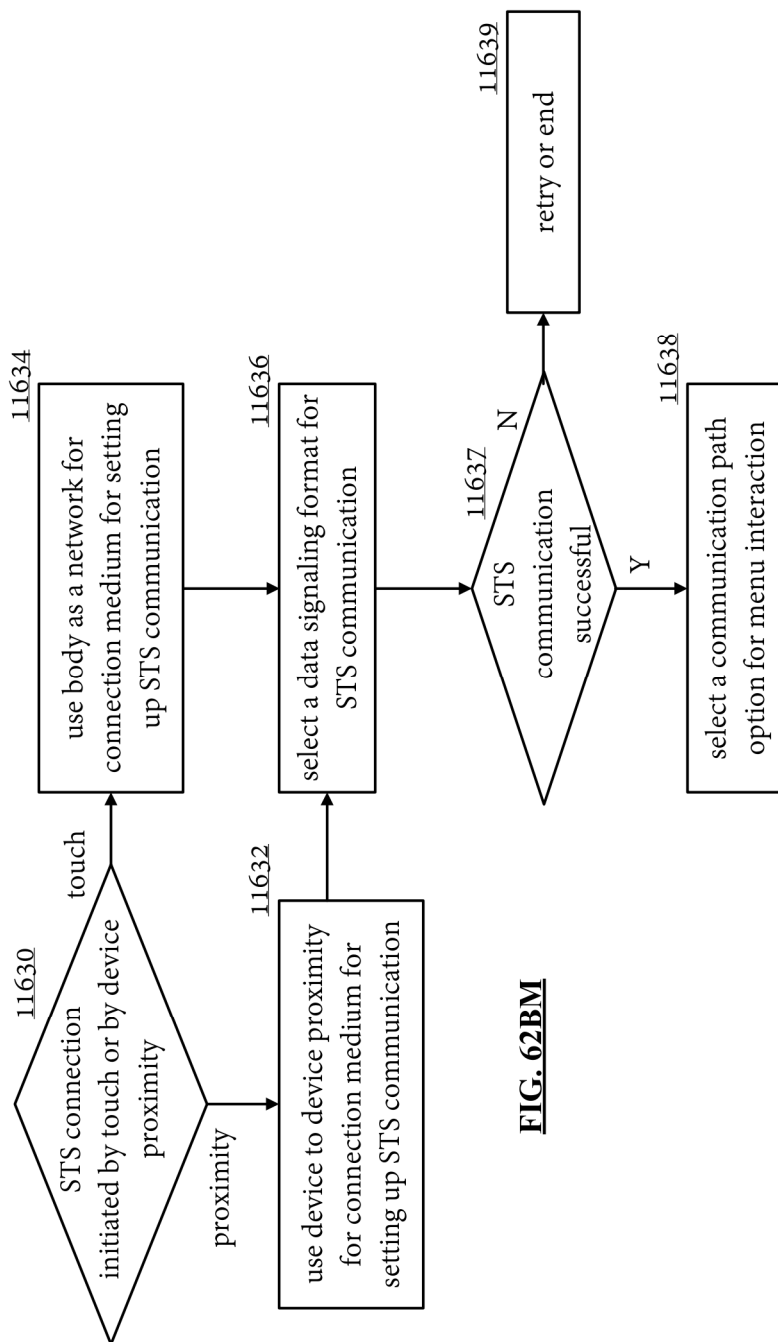 11630
STS connection
initiated by touch or by device
proximity
touch
proximity
11634
use body as a network for
connection medium for setting
up STS communication
11632
use device to device proximity
for connection medium for
setting up STS communication
11636
select a data signaling format for
STS communication
11637
STS
communication
successful
N
Y
11639
retry or end
11638
select a communication path
option for menu interaction
FIG. 62BM